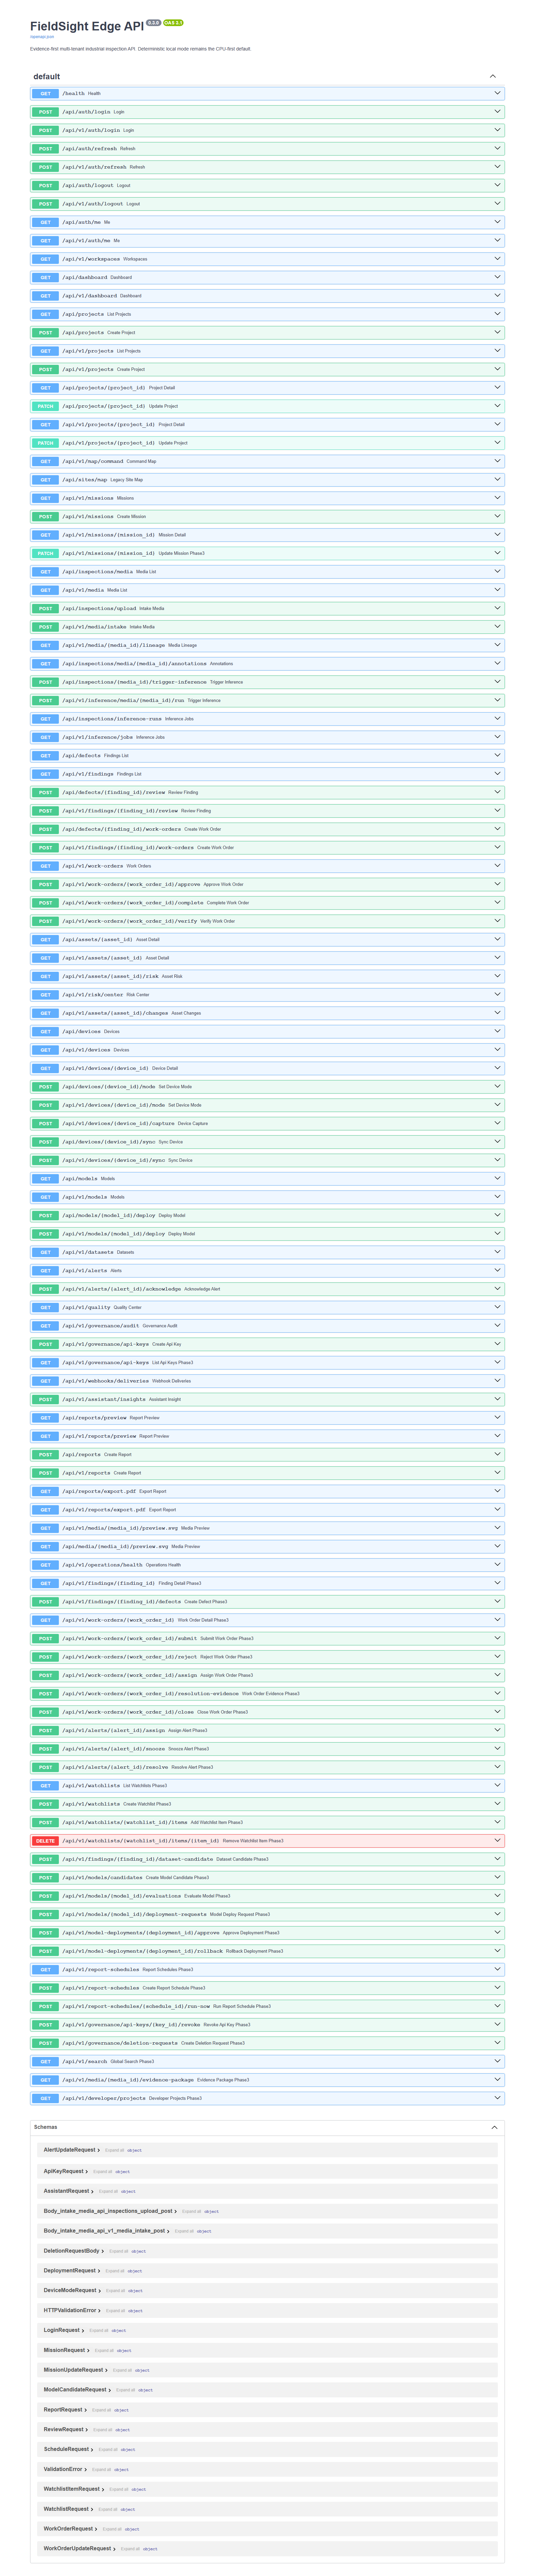 FieldSight Edge API 0.3.0 OAS 3.1
/openapi.json
Evidence-first multi-tenant industrial inspection API. Deterministic local mode remains the CPU-first default.
default
GET /health Health
POST /api/auth/login Login
POST /api/v1/auth/login Login
POST /api/auth/refresh Refresh
POST /api/v1/auth/refresh Refresh
POST /api/auth/logout Logout
POST /api/v1/auth/logout Logout
GET /api/auth/me Me
GET /api/v1/auth/me Me
GET /api/v1/workspaces Workspaces
GET /api/dashboard Dashboard
GET /api/v1/dashboard Dashboard
GET /api/projects List Projects
POST /api/projects Create Project
GET /api/v1/projects List Projects
POST /api/v1/projects Create Project
GET /api/projects/{project_id} Project Detail
PATCH /api/projects/{project_id} Update Project
GET /api/v1/projects/{project_id} Project Detail
PATCH /api/v1/projects/{project_id} Update Project
GET /api/v1/map/command Command Map
GET /api/sites/map Legacy Site Map
GET /api/v1/missions Missions
POST /api/v1/missions Create Mission
GET /api/v1/missions/{mission_id} Mission Detail
PATCH /api/v1/missions/{mission_id} Update Mission Phase3
GET /api/inspections/media Media List
GET /api/v1/media Media List
POST /api/inspections/upload Intake Media
POST /api/v1/media/intake Intake Media
GET /api/v1/media/{media_id}/lineage Media Lineage
GET /api/inspections/media/{media_id}/annotations Annotations
POST /api/inspections/{media_id}/trigger-inference Trigger Inference
POST /api/v1/inference/media/{media_id}/run Trigger Inference
GET /api/inspections/inference-runs Inference Jobs
GET /api/v1/inference/jobs Inference Jobs
GET /api/defects Findings List
GET /api/v1/findings Findings List
POST /api/defects/{finding_id}/review Review Finding
POST /api/v1/findings/{finding_id}/review Review Finding
POST /api/defects/{finding_id}/work-orders Create Work Order
POST /api/v1/findings/{finding_id}/work-orders Create Work Order
GET /api/v1/work-orders Work Orders
POST /api/v1/work-orders/{work_order_id}/approve Approve Work Order
POST /api/v1/work-orders/{work_order_id}/complete Complete Work Order
POST /api/v1/work-orders/{work_order_id}/verify Verify Work Order
GET /api/assets/{asset_id} Asset Detail
GET /api/v1/assets/{asset_id} Asset Detail
GET /api/v1/assets/{asset_id}/risk Asset Risk
GET /api/v1/risk/center Risk Center
GET /api/v1/assets/{asset_id}/changes Asset Changes
GET /api/devices Devices
GET /api/v1/devices Devices
GET /api/v1/devices/{device_id} Device Detail
POST /api/devices/{device_id}/mode Set Device Mode
POST /api/v1/devices/{device_id}/mode Set Device Mode
POST /api/v1/devices/{device_id}/capture Device Capture
POST /api/devices/{device_id}/sync Sync Device
POST /api/v1/devices/{device_id}/sync Sync Device
GET /api/models Models
GET /api/v1/models Models
POST /api/models/{model_id}/deploy Deploy Model
POST /api/v1/models/{model_id}/deploy Deploy Model
GET /api/v1/datasets Datasets
GET /api/v1/alerts Alerts
POST /api/v1/alerts/{alert_id}/acknowledge Acknowledge Alert
GET /api/v1/quality Quality Center
GET /api/v1/governance/audit Governance Audit
POST /api/v1/governance/api-keys Create Api Key
GET /api/v1/governance/api-keys List Api Keys Phase3
GET /api/v1/webhooks/deliveries Webhook Deliveries
POST /api/v1/assistant/insights Assistant Insight
GET /api/reports/preview Report Preview
GET /api/v1/reports/preview Report Preview
POST /api/reports Create Report
POST /api/v1/reports Create Report
GET /api/reports/export.pdf Export Report
GET /api/v1/reports/export.pdf Export Report
GET /api/v1/media/{media_id}/preview.svg Media Preview
GET /api/media/{media_id}/preview.svg Media Preview
GET /api/v1/operations/health Operations Health
GET /api/v1/findings/{finding_id} Finding Detail Phase3
POST /api/v1/findings/{finding_id}/defects Create Defect Phase3
GET /api/v1/work-orders/{work_order_id} Work Order Detail Phase3
POST /api/v1/work-orders/{work_order_id}/submit Submit Work Order Phase3
POST /api/v1/work-orders/{work_order_id}/reject Reject Work Order Phase3
POST /api/v1/work-orders/{work_order_id}/assign Assign Work Order Phase3
POST /api/v1/work-orders/{work_order_id}/resolution-evidence Work Order Evidence Phase3
POST /api/v1/work-orders/{work_order_id}/close Close Work Order Phase3
POST /api/v1/alerts/{alert_id}/assign Assign Alert Phase3
POST /api/v1/alerts/{alert_id}/snooze Snooze Alert Phase3
POST /api/v1/alerts/{alert_id}/resolve Resolve Alert Phase3
GET /api/v1/watchlists List Watchlists Phase3
POST /api/v1/watchlists Create Watchlist Phase3
POST /api/v1/watchlists/{watchlist_id}/items Add Watchlist Item Phase3
DELETE /api/v1/watchlists/{watchlist_id}/items/{item_id} Remove Watchlist Item Phase3
POST /api/v1/findings/{finding_id}/dataset-candidate Dataset Candidate Phase3
POST /api/v1/models/candidates Create Model Candidate Phase3
POST /api/v1/models/{model_id}/evaluations Evaluate Model Phase3
POST /api/v1/models/{model_id}/deployment-requests Model Deploy Request Phase3
POST /api/v1/model-deployments/{deployment_id}/approve Approve Deployment Phase3
POST /api/v1/model-deployments/{deployment_id}/rollback Rollback Deployment Phase3
GET /api/v1/report-schedules Report Schedules Phase3
POST /api/v1/report-schedules Create Report Schedule Phase3
POST /api/v1/report-schedules/{schedule_id}/run-now Run Report Schedule Phase3
POST /api/v1/governance/api-keys/{key_id}/revoke Revoke Api Key Phase3
POST /api/v1/governance/deletion-requests Create Deletion Request Phase3
GET /api/v1/search Global Search Phase3
GET /api/v1/media/{media_id}/evidence-package Evidence Package Phase3
GET /api/v1/developer/projects Developer Projects Phase3
Schemas
AlertUpdateRequest Expand all object
ApiKeyRequest Expand all object
AssistantRequest Expand all object
Body_intake_media_api_inspections_upload_post Expand all object
Body_intake_media_api_v1_media_intake_post Expand all object
DeletionRequestBody Expand all object
DeploymentRequest Expand all object
DeviceModeRequest Expand all object
HTTPValidationError Expand all object
LoginRequest Expand all object
MissionRequest Expand all object
MissionUpdateRequest Expand all object
ModelCandidateRequest Expand all object
ReportRequest Expand all object
ReviewRequest Expand all object
ScheduleRequest Expand all object
ValidationError Expand all object
WatchlistItemRequest Expand all object
WatchlistRequest Expand all object
WorkOrderRequest Expand all object
WorkOrderUpdateRequest Expand all object